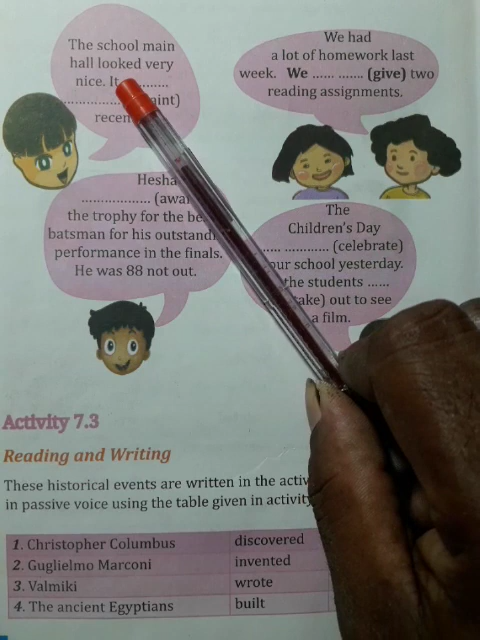 The school main
hall looked very
nice. It ..........
.................. int)
recen
We had
a lot of homework last
week. We ...... ....... (give) two
reading assignments.
Hesha
.................. (awa
the trophy for the be
batsman for his outstand
performance in the finals.
He was 88 not out.
The
Children's Day
..... ............ (celebrate)
our school yesterday.
the students ......
take) out to see
a film.
Activity 7.3
Reading and Writing
These historical events are written in the activ
in passive voice using the table given in activity
1. Christopher Columbus discovered
2. Guglielmo Marconi invented
3. Valmiki wrote
4. The ancient Egyptians built